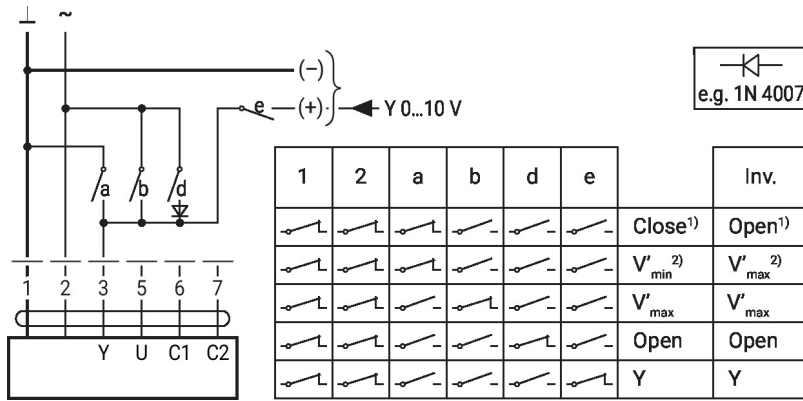 ⊥ ~
(–)
e (+) Y 0...10 V
e.g. 1N 4007
a b d
1 2 3 5 6 7
Y U C1 C2
1 2 a b d e Inv.
Close¹⁾ Open¹⁾
V'min²⁾ V'max²⁾
V'max V'max
Open Open
Y Y